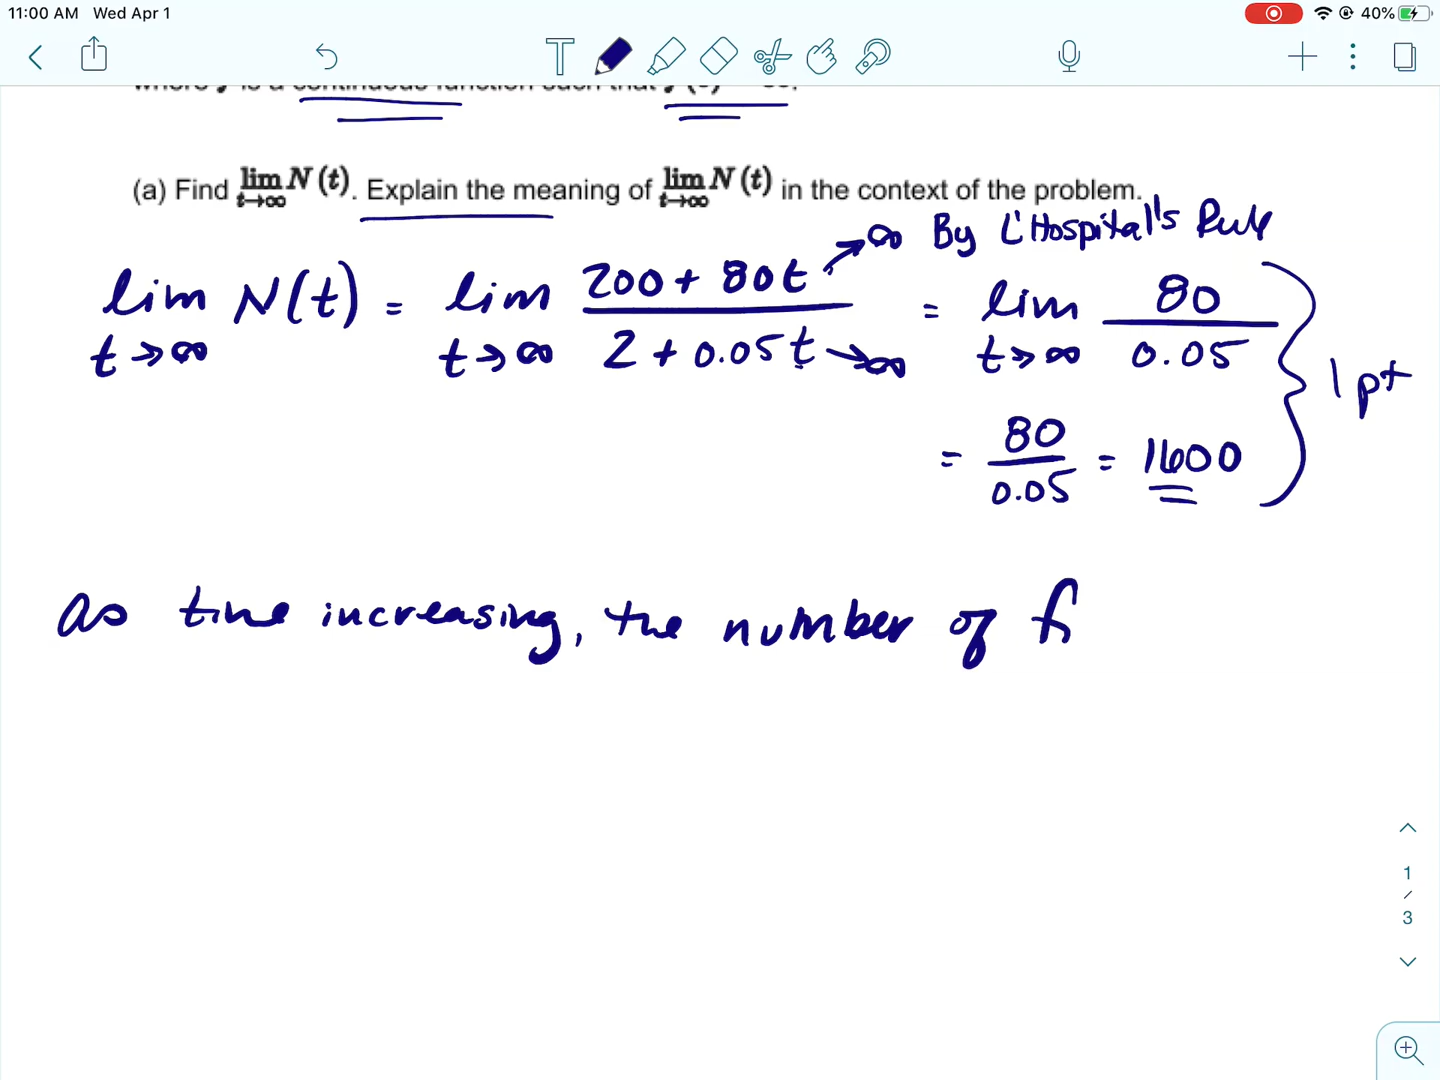 11:00 AM Wed Apr 1
40%
T
(a) Find lim t→∞ N (t). Explain the meaning of lim t→∞ N (t) in the context of the problem.
By L'Hospital's Rule
lim t→∞ N(t) = lim t→∞ (200 + 80t)/(2 + 0.05t) →∞ →∞ = lim t→∞ 80/0.05
1 pt
= 80/0.05 = 1600
as time increasing, the number of
1
/
3